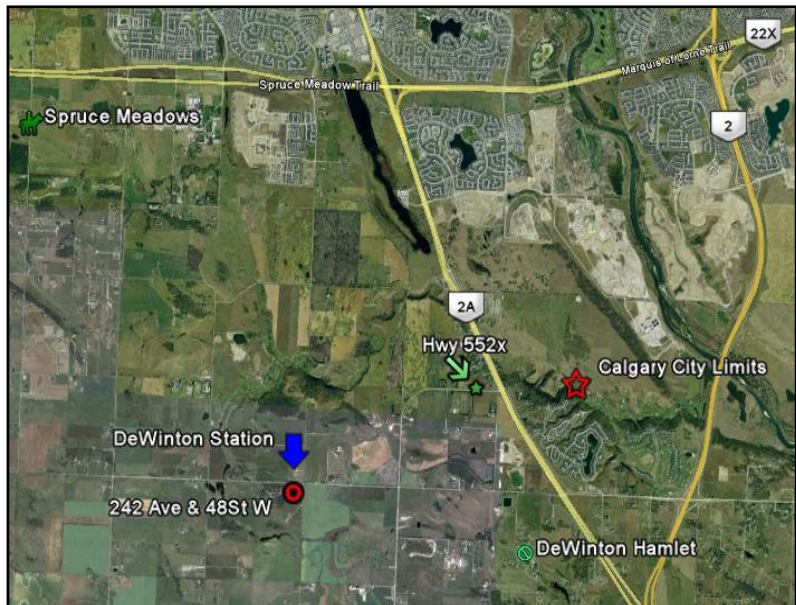 22X
Marquis of Lorne Trail
Spruce Meadow Trail
Spruce Meadows
2
2A
Hwy 552x
Calgary City Limits
DeWinton Station
242 Ave & 48St W
DeWinton Hamlet